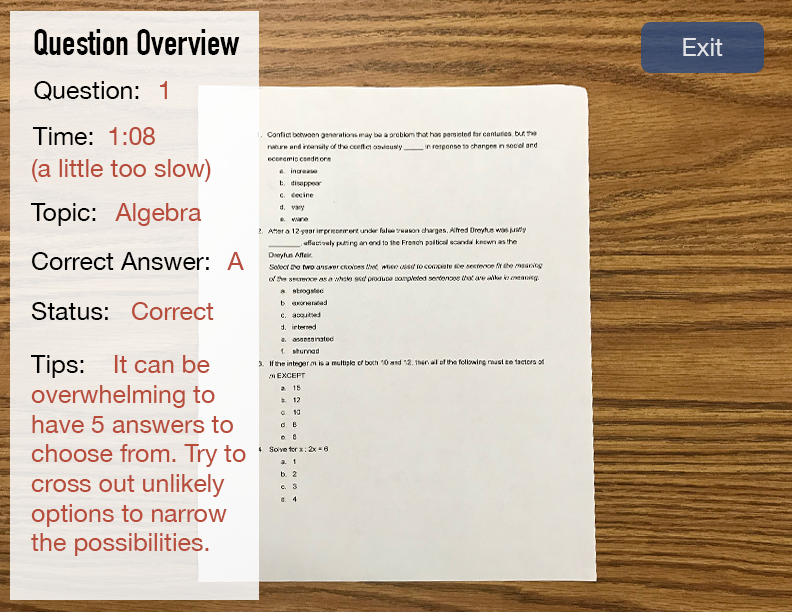 Question Overview
Exit
Question: 1
Time: 1:08
(a little too slow)
Topic: Algebra
Correct Answer: A
Status: Correct
Tips: It can be
overwhelming to
have 5 answers to
choose from. Try to
cross out unlikely
options to narrow
the possibilities.
Conflict between generations may be a problem that has persisted for centuries, but the
nature and intensity of the conflict obviously _____ in response to changes in social and
economic conditions
a. increase
b. disappear
c. decline
d. vary
e. wane
2. After a 12-year imprisonment under false treason charges, Alfred Dreyfus was justly
________, effectively putting an end to the French political scandal known as the
Dreyfus Affair.
Select the two answer choices that, when used to complete the sentence fit the meaning
of the sentence as a whole and produce completed sentences that are alike in meaning.
a. abrogated
b. exonerated
c. acquitted
d. interred
e. assassinated
f. shunned
3. If the integer m is a multiple of both 10 and 12, then all of the following must be factors of
m EXCEPT
a. 15
b. 12
c. 10
d. 8
e. 6
4. Solve for x : 2x = 6
a. 1
b. 2
c. 3
d. 4